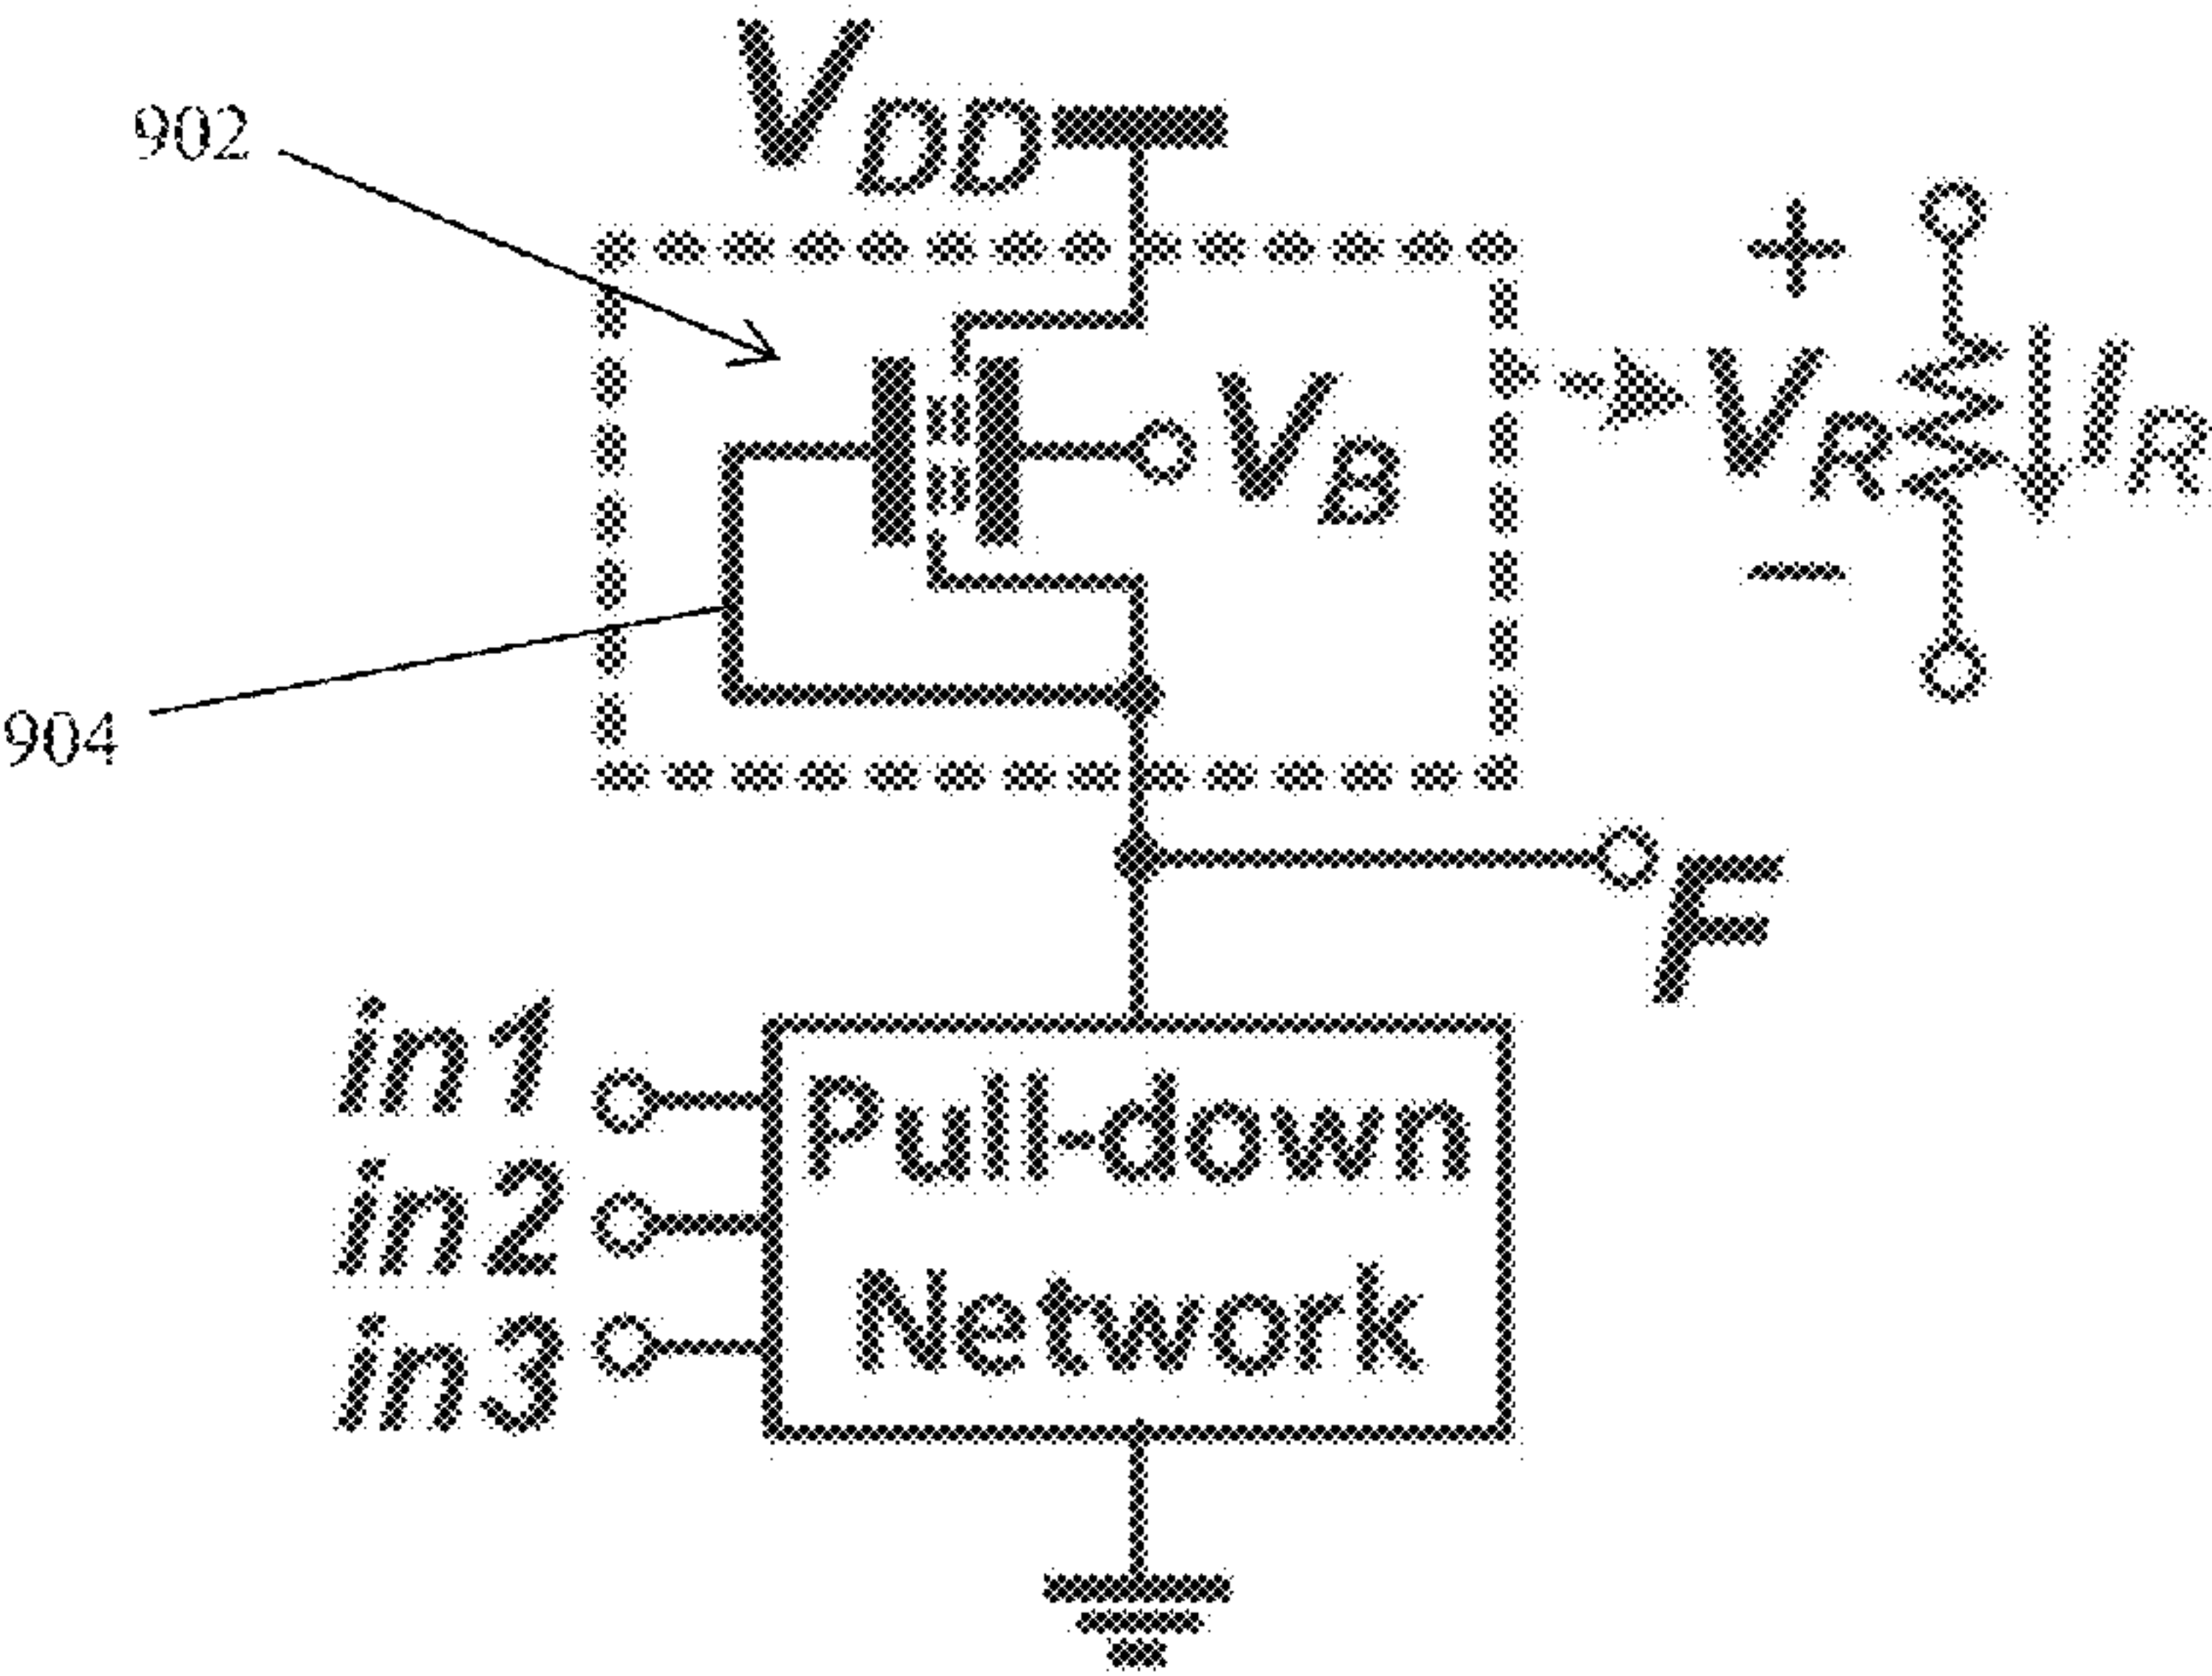 902
VDD
+
VB
VR
IR
−
904
F
in1
in2
in3
Pull-down
Network